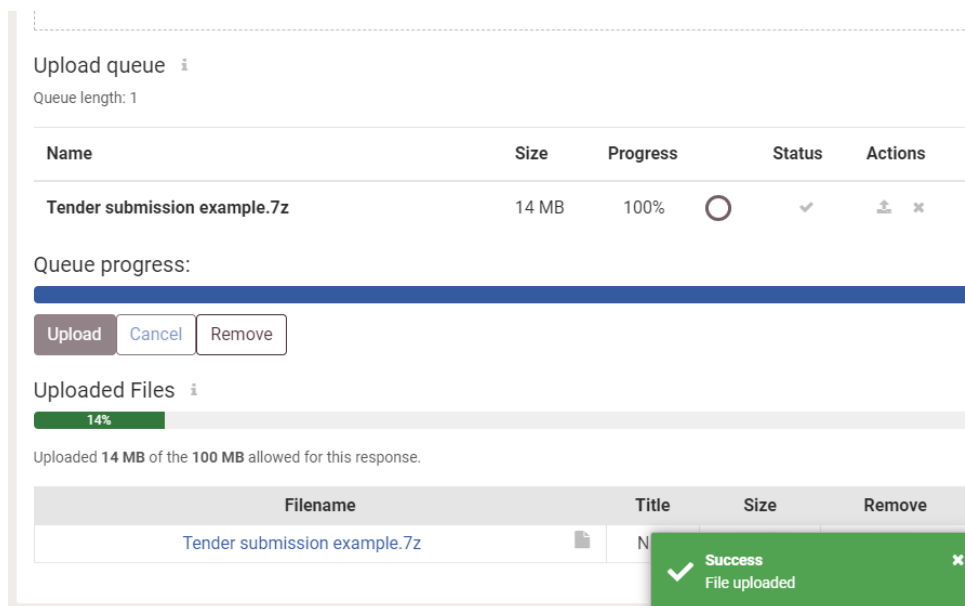 Upload queue
Queue length: 1
Name Size Progress Status Actions
Tender submission example.7z 14 MB 100%
Queue progress:
Upload Cancel Remove
Uploaded Files
14%
Uploaded 14 MB of the 100 MB allowed for this response.
Filename Title Size Remove
Tender submission example.7z
Success
File uploaded